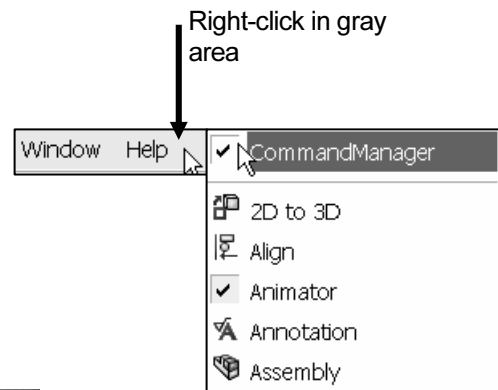 Right-click in gray
area
Window Help
CommandManager
2D to 3D
Align
Animator
Annotation
Assembly